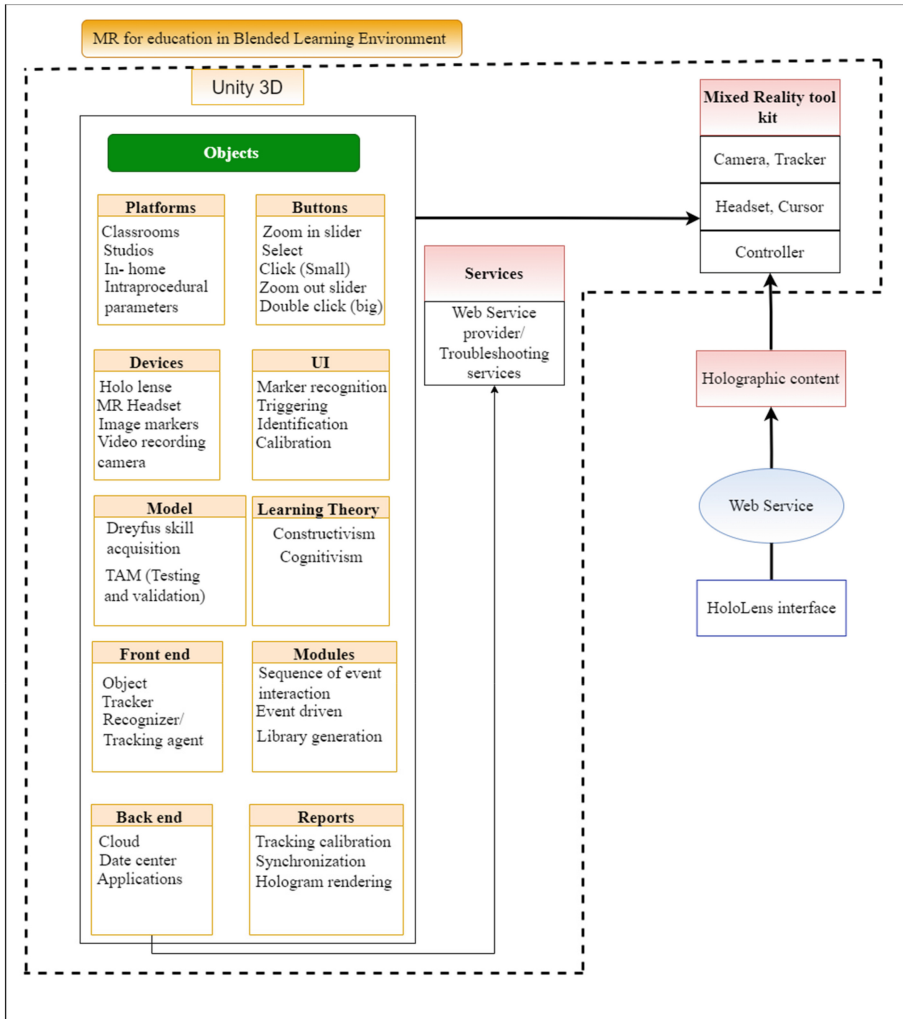 MR for education in Blended Learning Environment
Unity 3D
Objects
Platforms
Classrooms
Studios
In- home
Intraprocedural
parameters
Buttons
Zoom in slider
Select
Click (Small)
Zoom out slider
Double click (big)
Devices
Holo lense
MR Headset
Image markers
Video recording
camera
UI
Marker recognition
Triggering
Identification
Calibration
Model
Dreyfus skill
acquisition
TAM (Testing
and validation)
Learning Theory
Constructivism
Cognitivism
Front end
Object
Tracker
Recognizer/
Tracking agent
Modules
Sequence of event
interaction
Event driven
Library generation
Back end
Cloud
Date center
Applications
Reports
Tracking calibration
Synchronization
Hologram rendering
Services
Web Service
provider/
Troubleshooting
services
Mixed Reality tool
kit
Camera, Tracker
Headset, Cursor
Controller
Holographic content
Web Service
HoloLens interface